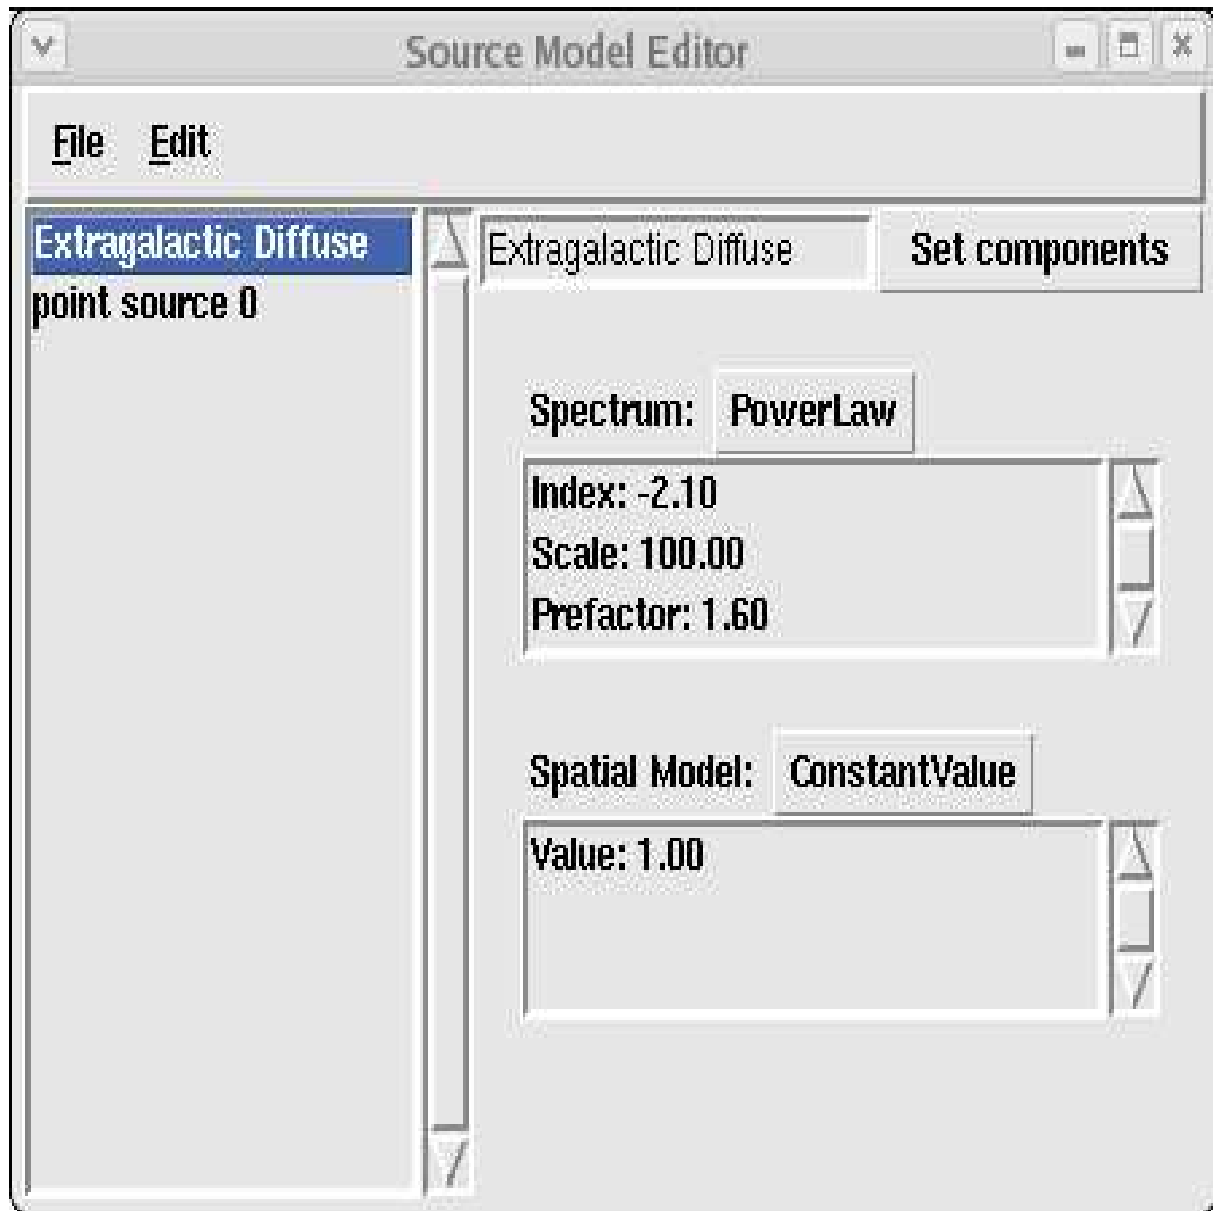 Source Model Editor
File Edit
Extragalactic Diffuse
point source 0
Extragalactic Diffuse
Set components
Spectrum: PowerLaw
Index: -2.10
Scale: 100.00
Prefactor: 1.60
Spatial Model: ConstantValue
Value: 1.00